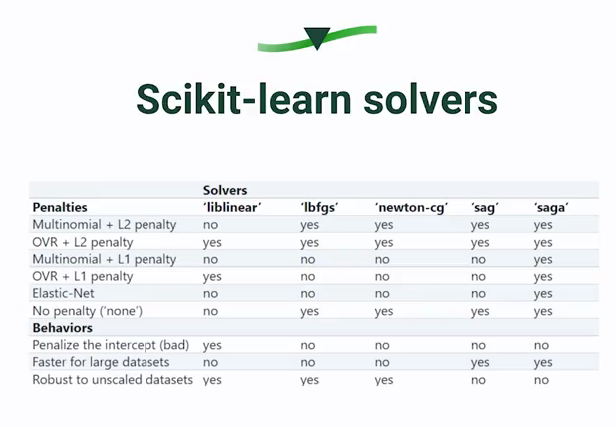 Scikit-learn solvers
Solvers
Penalties 'liblinear' 'lbfgs' 'newton-cg' 'sag' 'saga'
Multinomial + L2 penalty no yes yes yes yes
OVR + L2 penalty yes yes yes yes yes
Multinomial + L1 penalty no no no no yes
OVR + L1 penalty yes no no no yes
Elastic-Net no no no no yes
No penalty ('none') no yes yes yes yes
Behaviors
Penalize the intercept (bad) yes no no no no
Faster for large datasets no no no yes yes
Robust to unscaled datasets yes yes yes no no